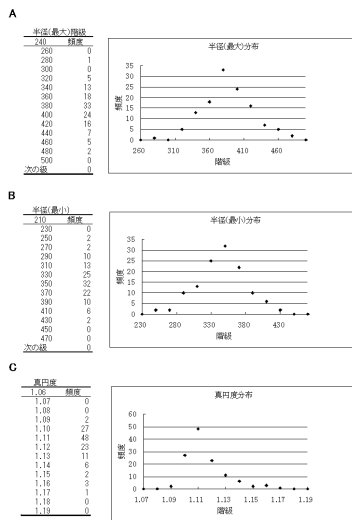 A
半径(最大)階級
240 頻度
260 0
280 1
300 0
320 5
340 13
360 18
380 33
400 24
420 16
440 7
460 5
480 2
500 0
次の級 0
半径(最大)分布
頻度
35
30
25
20
15
10
5
0
260 310 360 410 460
階級
B
半径(最小)
210 頻度
230 0
250 2
270 2
290 10
310 13
330 25
350 32
370 22
390 10
410 6
430 2
450 0
470 0
次の級 0
半径(最小)分布
頻度
35
30
25
20
15
10
5
0
230 280 330 380 430
階級
C
真円度
1.06 頻度
1.07 0
1.08 0
1.09 2
1.10 27
1.11 48
1.12 23
1.13 11
1.14 6
1.15 2
1.16 3
1.17 1
1.18 0
1.19 0
真円度分布
頻度
60
50
40
30
20
10
0
1.07 1.09 1.11 1.13 1.15 1.17 1.19
階級